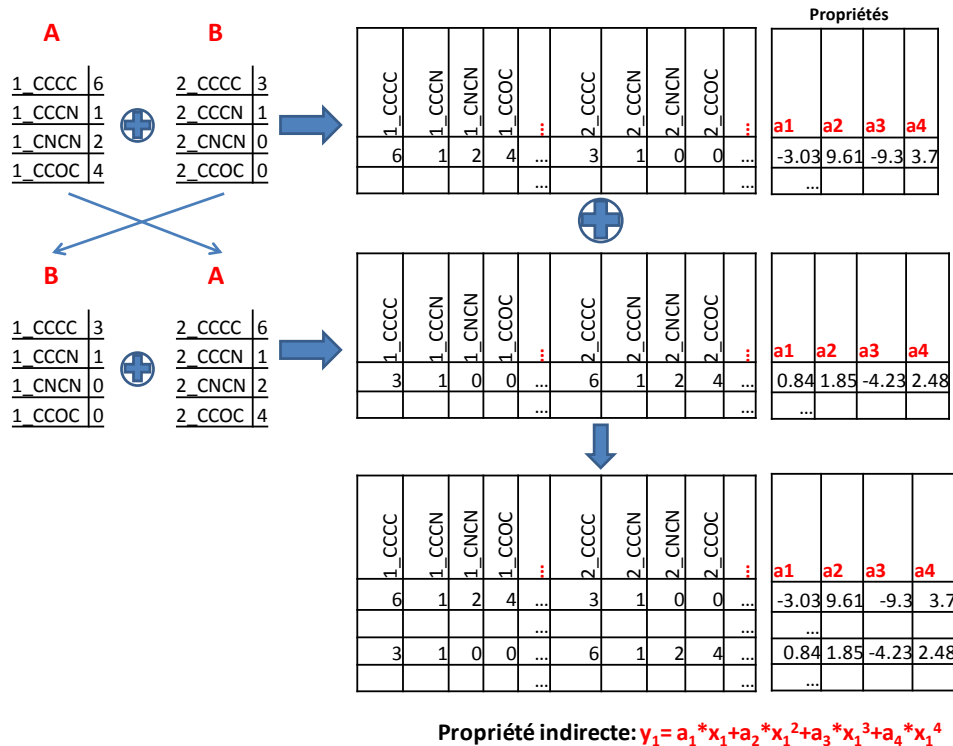 Propriétés
A B
1_CCCC 6 2_CCCC 3
1_CCCN 1 2_CCCN 1
1_CNCN 2 2_CNCN 0
1_CCOC 4 2_CCOC 0
1_CCCC 1_CCCN 1_CNCN 1_CCOC ... 2_CCCC 2_CCCN 2_CNCN 2_CCOC ... a1 a2 a3 a4
6 1 2 4 ... 3 1 0 0 ... -3.03 9.61 -9.3 3.7
... ... ...
B A
1_CCCC 3 2_CCCC 6
1_CCCN 1 2_CCCN 1
1_CNCN 0 2_CNCN 2
1_CCOC 0 2_CCOC 4
1_CCCC 1_CCCN 1_CNCN 1_CCOC ... 2_CCCC 2_CCCN 2_CNCN 2_CCOC ... a1 a2 a3 a4
3 1 0 0 ... 6 1 2 4 ... 0.84 1.85 -4.23 2.48
... ... ...
1_CCCC 1_CCCN 1_CNCN 1_CCOC ... 2_CCCC 2_CCCN 2_CNCN 2_CCOC ... a1 a2 a3 a4
6 1 2 4 ... 3 1 0 0 ... -3.03 9.61 -9.3 3.7
... ... ...
3 1 0 0 ... 6 1 2 4 ... 0.84 1.85 -4.23 2.48
... ... ...
Propriété indirecte: y₁= a₁*x₁+a₂*x₁²+a₃*x₁³+a₄*x₁⁴